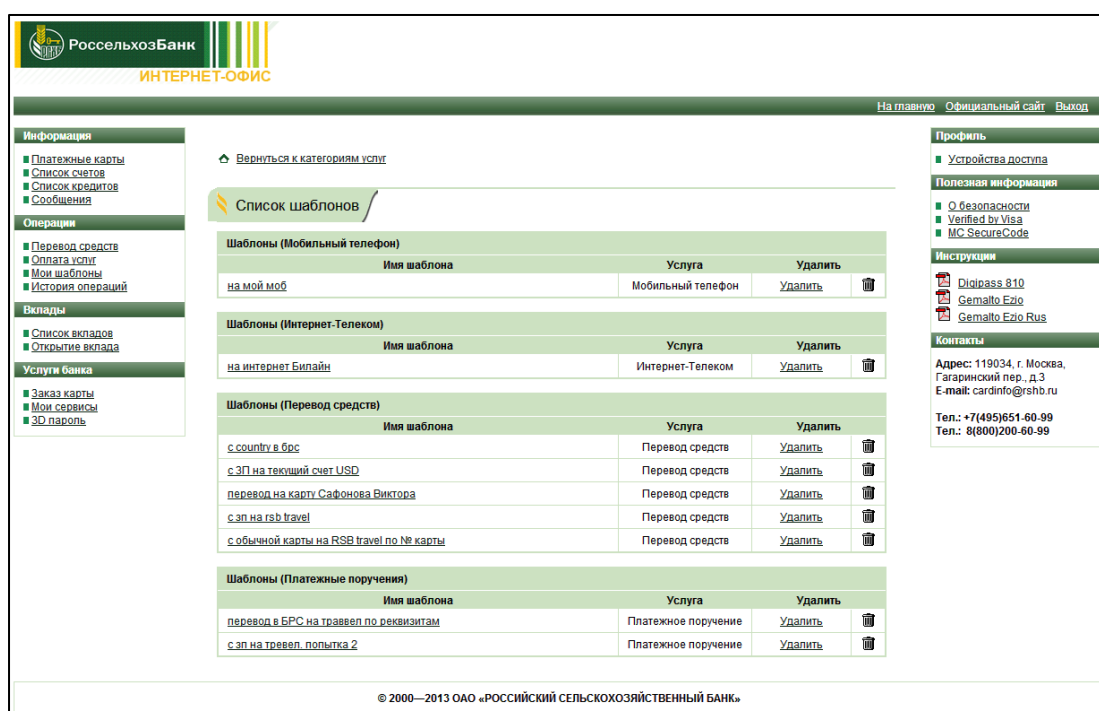 РоссельхозБанк
ИНТЕРНЕТ-ОФИС
На главную Официальный сайт Выход
Информация
Платежные карты
Список счетов
Список кредитов
Сообщения
Операции
Перевод средств
Оплата услуг
Мои шаблоны
История операций
Вклады
Список вкладов
Открытие вклада
Услуги банка
Заказ карты
Мои сервисы
3D пароль
Вернуться к категориям услуг
Список шаблонов
Шаблоны (Мобильный телефон)
Имя шаблона Услуга Удалить
на мой моб Мобильный телефон Удалить
Шаблоны (Интернет-Телеком)
Имя шаблона Услуга Удалить
на интернет Билайн Интернет-Телеком Удалить
Шаблоны (Перевод средств)
Имя шаблона Услуга Удалить
с country в брс Перевод средств Удалить
с ЗП на текущий счет USD Перевод средств Удалить
перевод на карту Сафонова Виктора Перевод средств Удалить
с зп на rsb travel Перевод средств Удалить
с обычной карты на RSB travel по № карты Перевод средств Удалить
Шаблоны (Платежные поручения)
Имя шаблона Услуга Удалить
перевод в БРС на траввел по реквизитам Платежное поручение Удалить
с зп на тревел. попытка 2 Платежное поручение Удалить
Профиль
Устройства доступа
Полезная информация
О безопасности
Verified by Visa
MC SecureCode
Инструкции
Digipass 810
Gemalto Ezio
Gemalto Ezio Rus
Контакты
Адрес: 119034, г. Москва,
Гагаринский пер., д.3
E-mail: cardinfo@rshb.ru
Тел.: +7(495)651-60-99
Тел.: 8(800)200-60-99
© 2000—2013 ОАО «РОССИЙСКИЙ СЕЛЬСКОХОЗЯЙСТВЕННЫЙ БАНК»